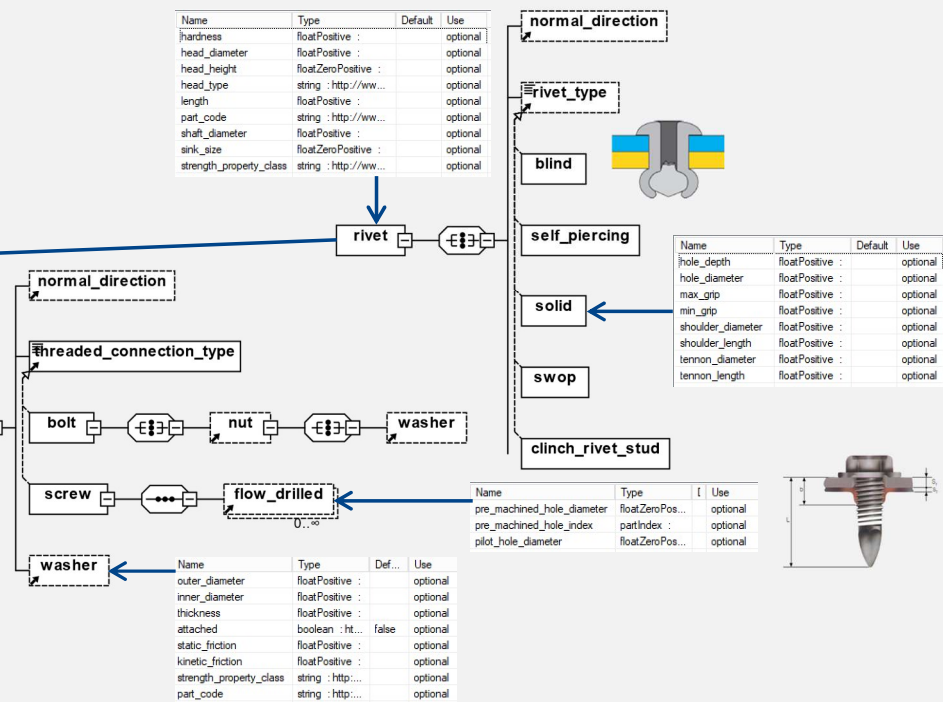 Name Type Default Use
hardness floatPositive : optional
head_diameter floatPositive : optional
head_height floatZeroPositive : optional
head_type string : http://ww... optional
length floatPositive : optional
part_code string : http://ww... optional
shaft_diameter floatPositive : optional
sink_size floatZeroPositive : optional
strength_property_class string : http://ww... optional
normal_direction
rivet_type
blind
rivet
self_piercing
solid
swop
clinch_rivet_stud
Name Type Default Use
hole_depth floatPositive : optional
hole_diameter floatPositive : optional
max_grip floatPositive : optional
min_grip floatPositive : optional
shoulder_diameter floatPositive : optional
shoulder_length floatPositive : optional
tennon_diameter floatPositive : optional
tennon_length floatPositive : optional
normal_direction
threaded_connection_type
bolt nut washer
screw flow_drilled
0..∞
Name Type [ Use
pre_machined_hole_diameter floatZeroPos... optional
pre_machined_hole_index partIndex : optional
pilot_hole_diameter floatZeroPos... optional
washer
Name Type Def... Use
outer_diameter floatPositive : optional
inner_diameter floatPositive : optional
thickness floatPositive : optional
attached boolean : ht... false optional
static_friction floatPositive : optional
kinetic_friction floatPositive : optional
strength_property_class string : http:... optional
part_code string : http:... optional